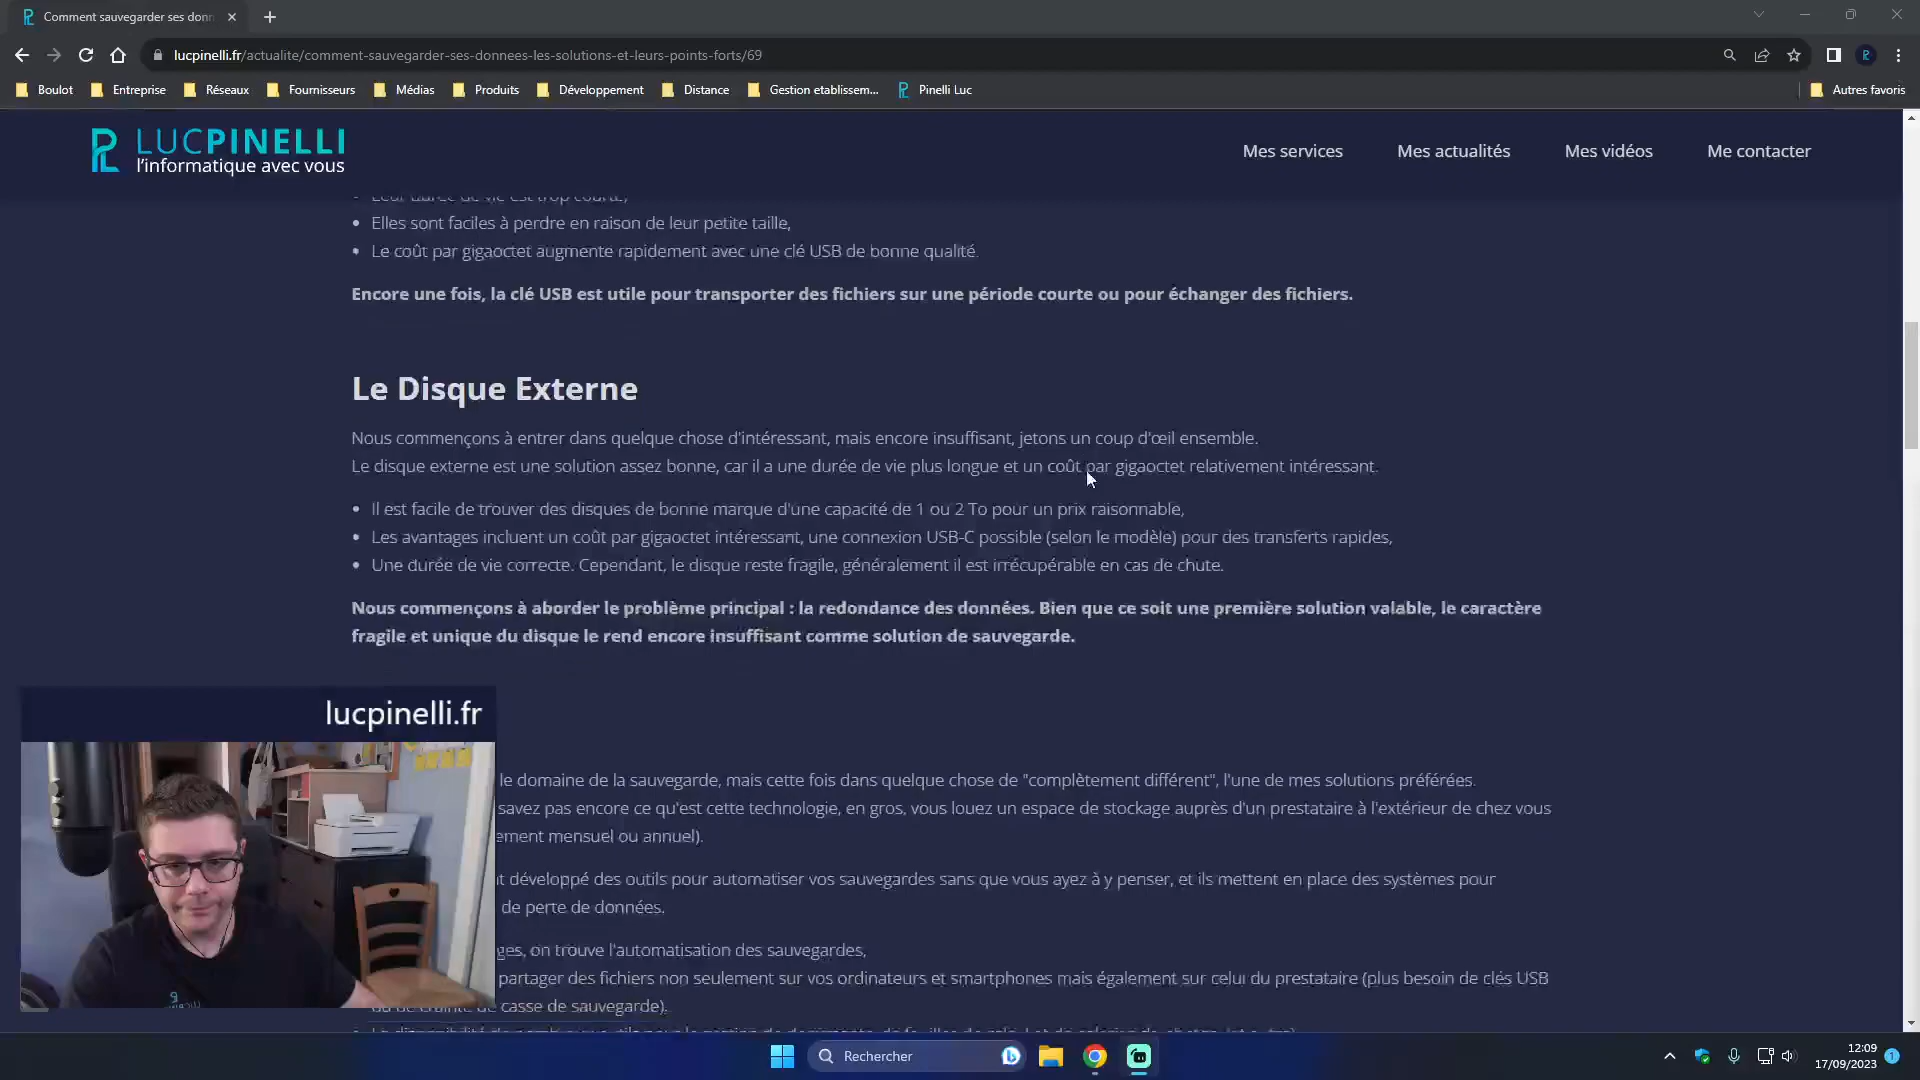 Comment sauvegarder ses donn
lucpinelli.fr/actualite/comment-sauvegarder-ses-donnees-les-solutions-et-leurs-points-forts/69
Boulot
Entreprise
Réseaux
Fournisseurs
Médias
Produits
Développement
Distance
Gestion etablissem...
Pinelli Luc
Autres favoris
LUCPINELLI
l'informatique avec vous
Mes services
Mes actualités
Mes vidéos
Me contacter
Leur durée de vie est trop courte,
• Elles sont faciles à perdre en raison de leur petite taille,
• Le coût par gigaoctet augmente rapidement avec une clé USB de bonne qualité.
Encore une fois, la clé USB est utile pour transporter des fichiers sur une période courte ou pour échanger des fichiers.
Le Disque Externe
Nous commençons à entrer dans quelque chose d'intéressant, mais encore insuffisant, jetons un coup d'œil ensemble.
Le disque externe est une solution assez bonne, car il a une durée de vie plus longue et un coût par gigaoctet relativement intéressant.
• Il est facile de trouver des disques de bonne marque d'une capacité de 1 ou 2 To pour un prix raisonnable,
• Les avantages incluent un coût par gigaoctet intéressant, une connexion USB-C possible (selon le modèle) pour des transferts rapides,
• Une durée de vie correcte. Cependant, le disque reste fragile, généralement il est irrécupérable en cas de chute.
Nous commençons à aborder le problème principal : la redondance des données. Bien que ce soit une première solution valable, le caractère
fragile et unique du disque le rend encore insuffisant comme solution de sauvegarde.
lucpinelli.fr
le domaine de la sauvegarde, mais cette fois dans quelque chose de "complètement différent", l'une de mes solutions préférées.
savez pas encore ce qu'est cette technologie, en gros, vous louez un espace de stockage auprès d'un prestataire à l'extérieur de chez vous
ement mensuel ou annuel).
t développé des outils pour automatiser vos sauvegardes sans que vous ayez à y penser, et ils mettent en place des systèmes pour
de perte de données.
ges, on trouve l'automatisation des sauvegardes,
partager des fichiers non seulement sur vos ordinateurs et smartphones mais également sur celui du prestataire (plus besoin de clés USB
casse de sauvegarde).
Rechercher
12:09
17/09/2023
1